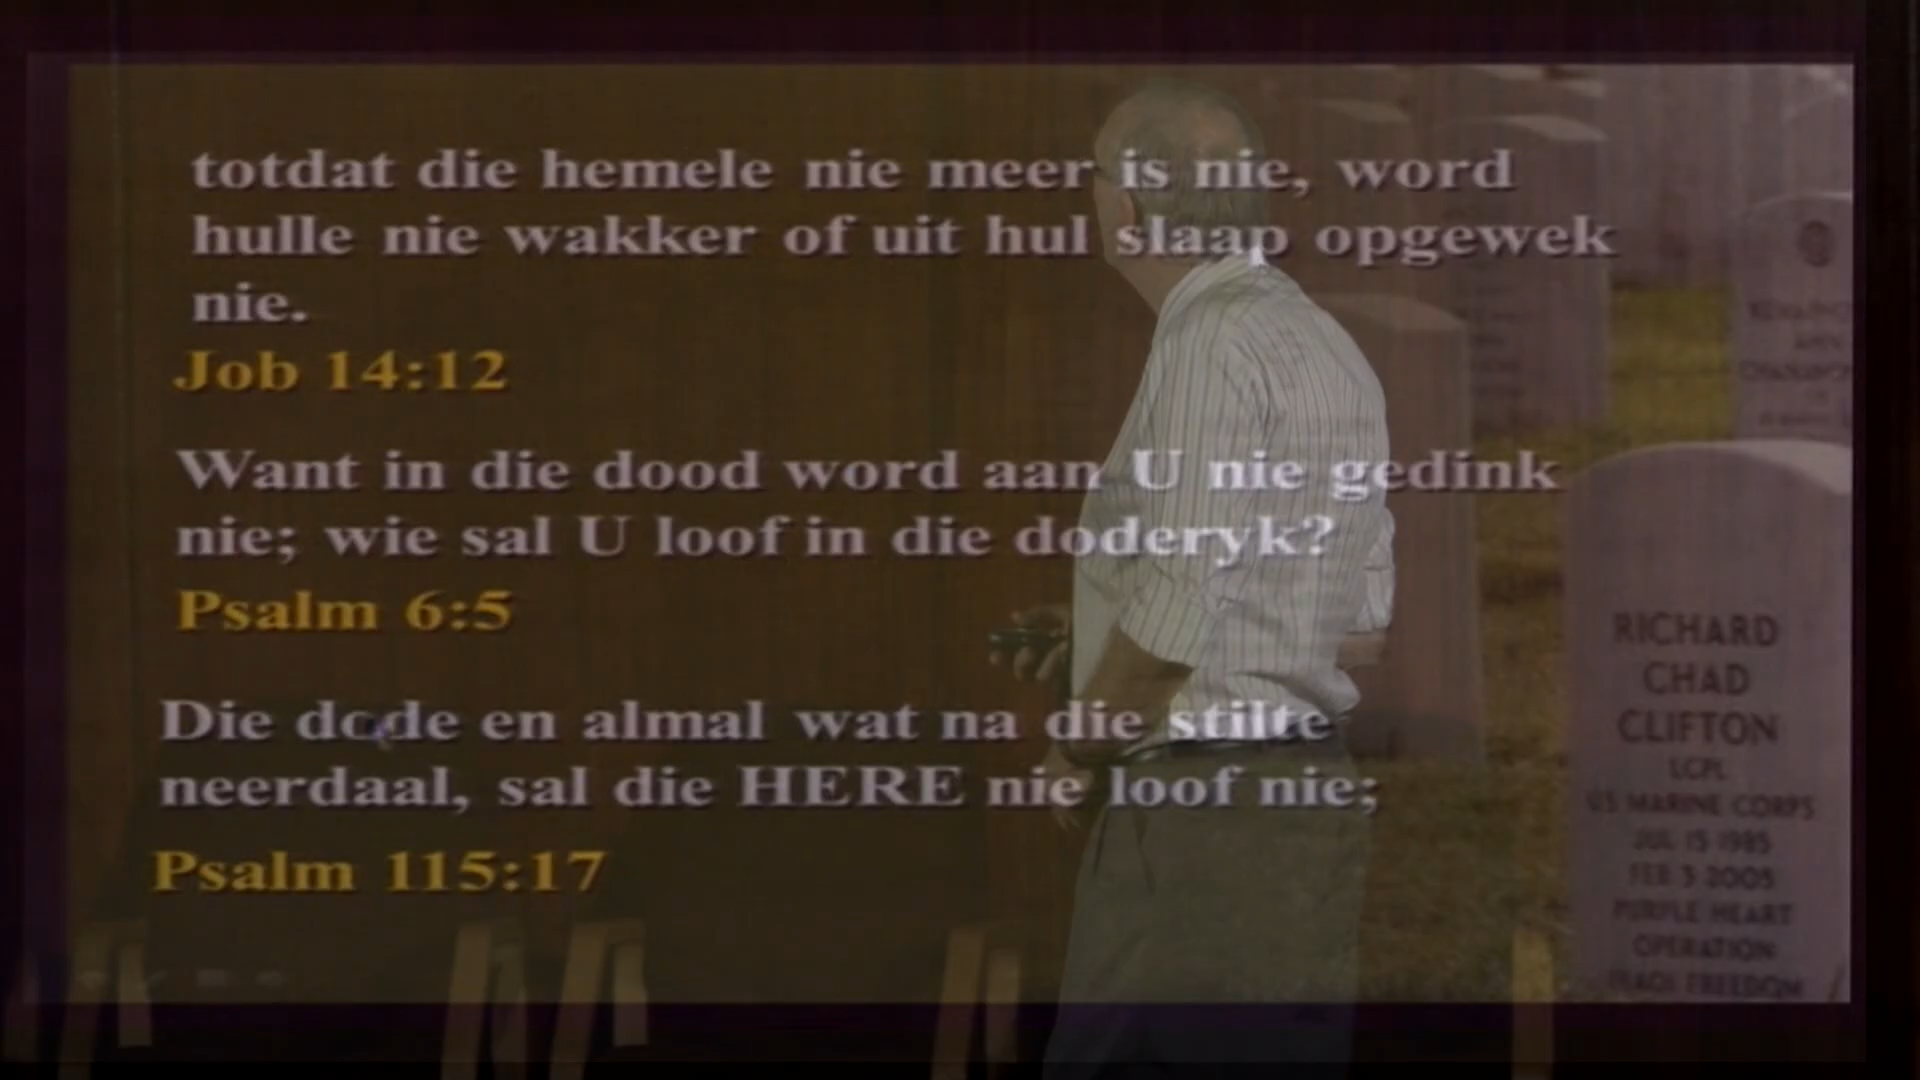 totdat die hemele nie meer is nie, word
hulle nie wakker of uit hul slaap opgewek
nie.
Job 14:12
Want in die dood word aan U nie gedink
nie; wie sal U loof in die doderyk?
Psalm 6:5
Die dode en almal wat na die stilte
neerdaal, sal die HERE nie loof nie;
Psalm 115:17
RICHARD
CHAD
CLIFTON
LCPL
US MARINE CORPS
JUL 15 1985
FEB 3 2005
PURPLE HEART
OPERATION
IRAQI FREEDOM